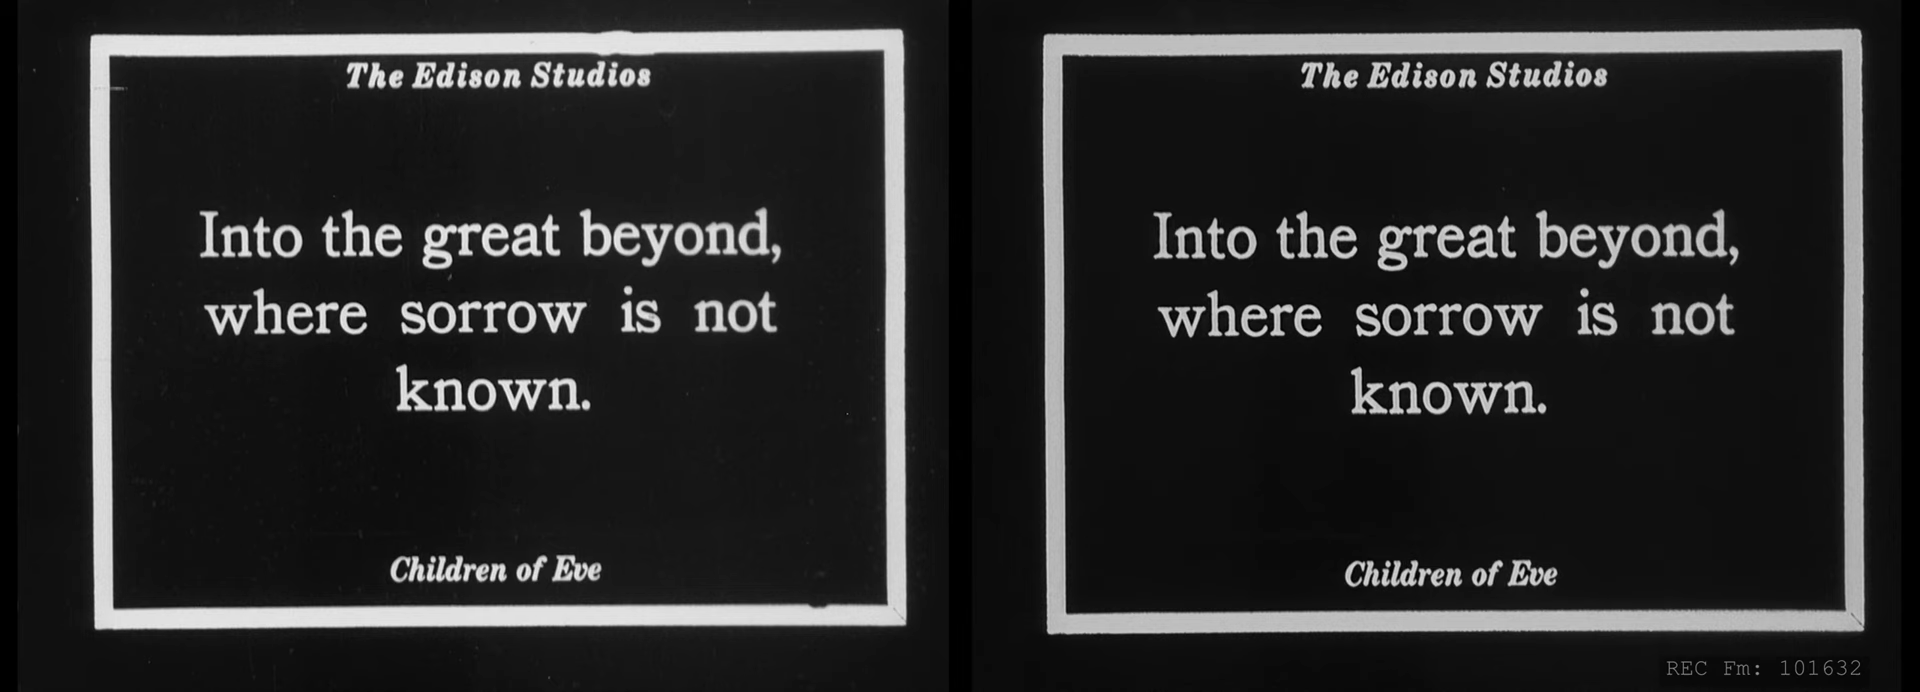 The Edison Studios
Into the great beyond,
where sorrow is not
known.
Children of Eve
The Edison Studios
Into the great beyond,
where sorrow is not
known.
Children of Eve
REC Fm: 101632